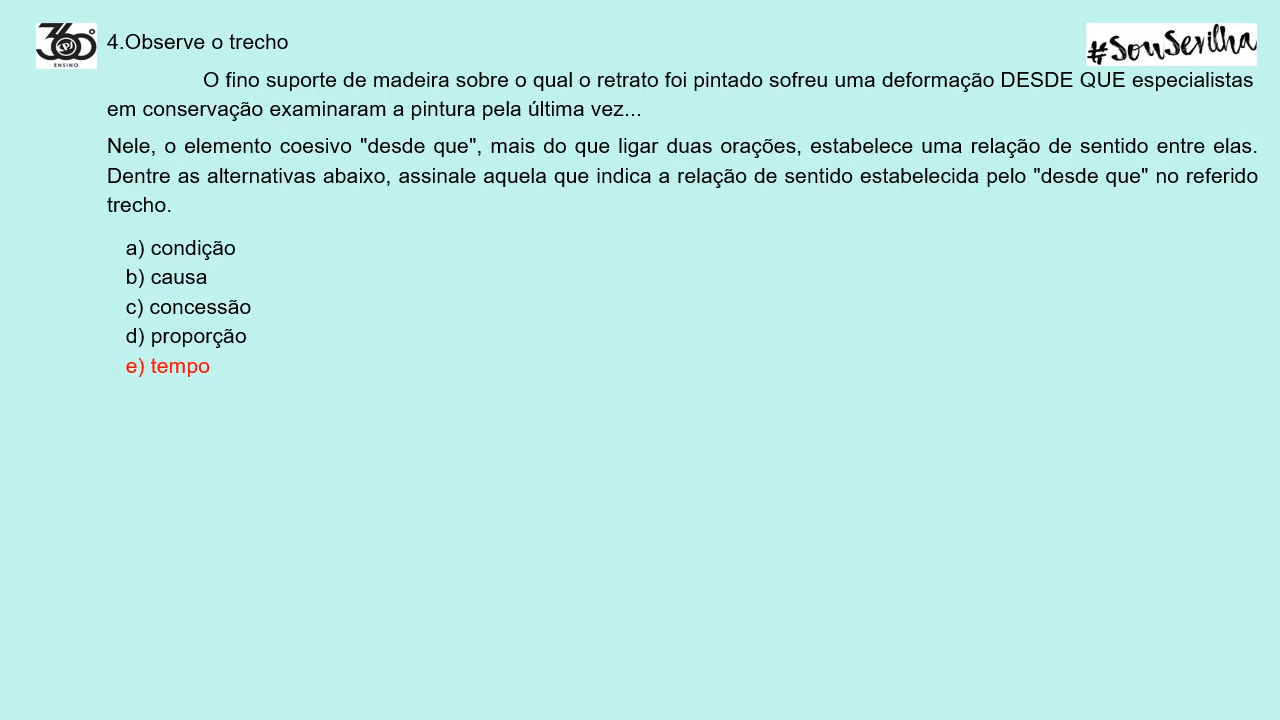 360°
EPJ
ENSINO
4.Observe o trecho
#SouSevilha
O fino suporte de madeira sobre o qual o retrato foi pintado sofreu uma deformação DESDE QUE especialistas
em conservação examinaram a pintura pela última vez...
Nele, o elemento coesivo "desde que", mais do que ligar duas orações, estabelece uma relação de sentido entre elas.
Dentre as alternativas abaixo, assinale aquela que indica a relação de sentido estabelecida pelo "desde que" no referido
trecho.
a) condição
b) causa
c) concessão
d) proporção
e) tempo